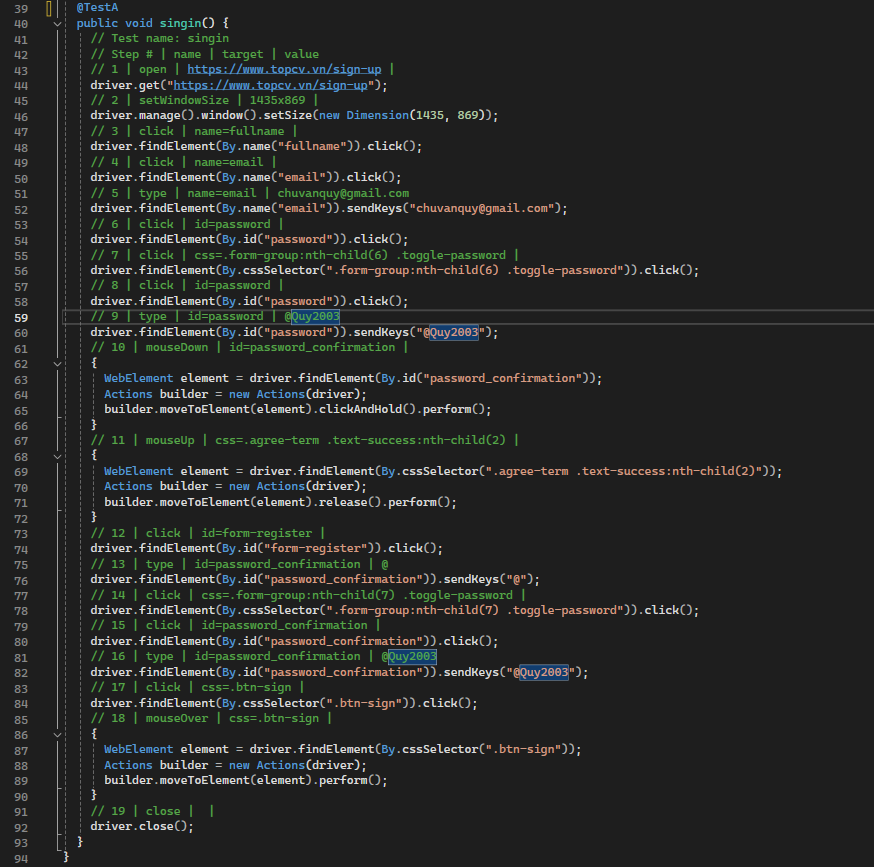 39 @TestA
40 public void singin() {
41 // Test name: singin
42 // Step # | name | target | value
43 // 1 | open | https://www.topcv.vn/sign-up |
44 driver.get("https://www.topcv.vn/sign-up");
45 // 2 | setWindowSize | 1435x869 |
46 driver.manage().window().setSize(new Dimension(1435, 869));
47 // 3 | click | name=fullname |
48 driver.findElement(By.name("fullname")).click();
49 // 4 | click | name=email |
50 driver.findElement(By.name("email")).click();
51 // 5 | type | name=email | chuvanquy@gmail.com
52 driver.findElement(By.name("email")).sendKeys("chuvanquy@gmail.com");
53 // 6 | click | id=password |
54 driver.findElement(By.id("password")).click();
55 // 7 | click | css=.form-group:nth-child(6) .toggle-password |
56 driver.findElement(By.cssSelector(".form-group:nth-child(6) .toggle-password")).click();
57 // 8 | click | id=password |
58 driver.findElement(By.id("password")).click();
59 // 9 | type | id=password | @Quy2003
60 driver.findElement(By.id("password")).sendKeys("@Quy2003");
61 // 10 | mouseDown | id=password_confirmation |
62 {
63 WebElement element = driver.findElement(By.id("password_confirmation"));
64 Actions builder = new Actions(driver);
65 builder.moveToElement(element).clickAndHold().perform();
66 }
67 // 11 | mouseUp | css=.agree-term .text-success:nth-child(2) |
68 {
69 WebElement element = driver.findElement(By.cssSelector(".agree-term .text-success:nth-child(2)"));
70 Actions builder = new Actions(driver);
71 builder.moveToElement(element).release().perform();
72 }
73 // 12 | click | id=form-register |
74 driver.findElement(By.id("form-register")).click();
75 // 13 | type | id=password_confirmation | @
76 driver.findElement(By.id("password_confirmation")).sendKeys("@");
77 // 14 | click | css=.form-group:nth-child(7) .toggle-password |
78 driver.findElement(By.cssSelector(".form-group:nth-child(7) .toggle-password")).click();
79 // 15 | click | id=password_confirmation |
80 driver.findElement(By.id("password_confirmation")).click();
81 // 16 | type | id=password_confirmation | @Quy2003
82 driver.findElement(By.id("password_confirmation")).sendKeys("@Quy2003");
83 // 17 | click | css=.btn-sign |
84 driver.findElement(By.cssSelector(".btn-sign")).click();
85 // 18 | mouseOver | css=.btn-sign |
86 {
87 WebElement element = driver.findElement(By.cssSelector(".btn-sign"));
88 Actions builder = new Actions(driver);
89 builder.moveToElement(element).perform();
90 }
91 // 19 | close | |
92 driver.close();
93 }
94 }